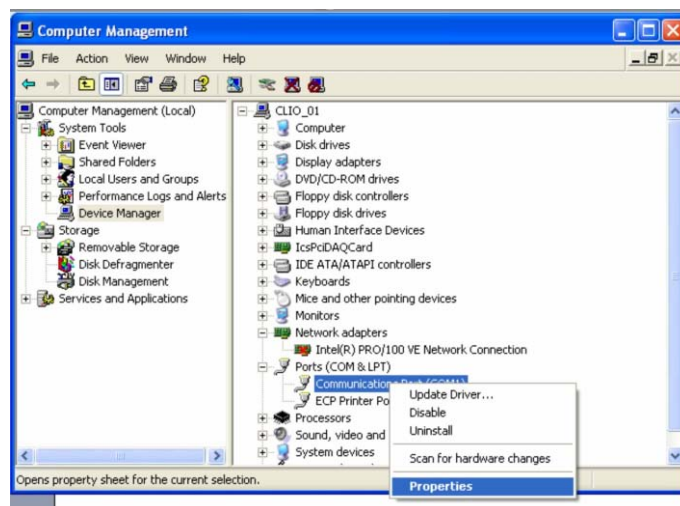 Computer Management
File Action View Window Help
Computer Management (Local)
System Tools
Event Viewer
Shared Folders
Local Users and Groups
Performance Logs and Alerts
Device Manager
Storage
Removable Storage
Disk Defragmenter
Disk Management
Services and Applications
CLIO_01
Computer
Disk drives
Display adapters
DVD/CD-ROM drives
Floppy disk controllers
Floppy disk drives
Human Interface Devices
IcsPciDAQCard
IDE ATA/ATAPI controllers
Keyboards
Mice and other pointing devices
Monitors
Network adapters
Intel(R) PRO/100 VE Network Connection
Ports (COM & LPT)
Communications Port (COM1)
ECP Printer Po
Processors
Sound, video and
System devices
Update Driver...
Disable
Uninstall
Scan for hardware changes
Properties
Opens property sheet for the current selection.